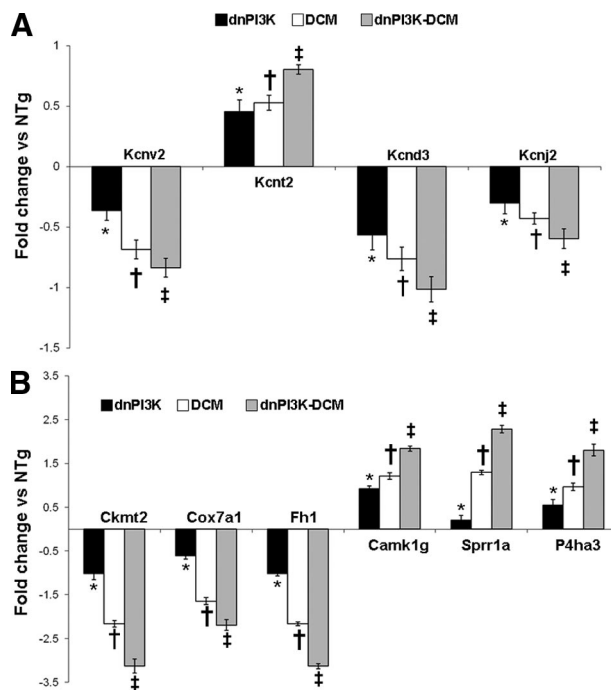 A
dnPI3K DCM dnPI3K-DCM
Fold change vs NTg
1
0.5
0
-0.5
-1
-1.5
Kcnv2 Kcnt2 Kcnd3 Kcnj2
* † ‡ * † ‡ * † ‡ * † ‡
B
dnPI3K DCM dnPI3K-DCM
Fold change vs NTg
3.5
2.5
1.5
0.5
-0.5
-1.5
-2.5
-3.5
Ckmt2 Cox7a1 Fh1 Camk1g Sprr1a P4ha3
* † ‡ * † ‡ * † ‡ * † ‡ * † ‡ * † ‡